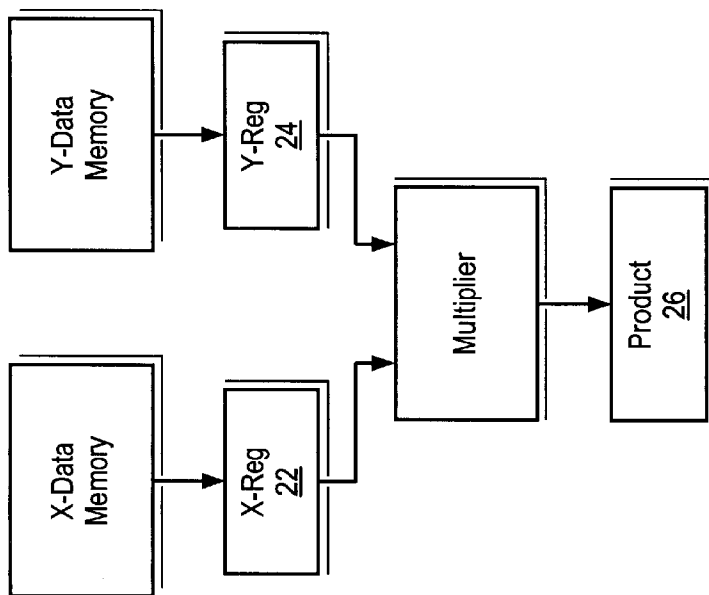 X-Data
Memory
Y-Data
Memory
X-Reg
22
Y-Reg
24
Multiplier
Product
26